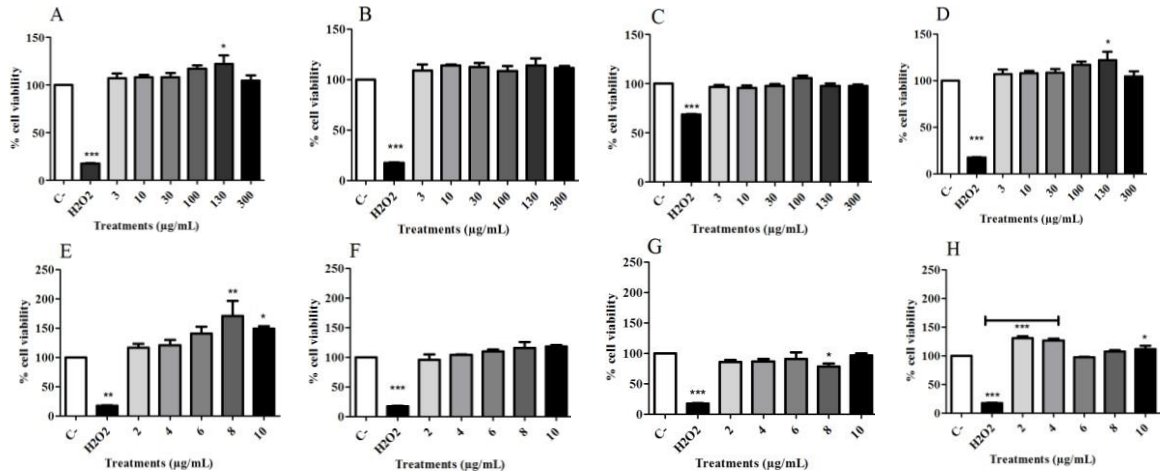 A
% cell viability
150
100
50
0
*
***
C-
H2O2
3
10
30
100
130
300
Treatments (µg/mL)
B
% cell viability
150
100
50
0
***
C-
H2O2
3
10
30
100
130
300
Treatments (µg/mL)
C
% cell viability
150
100
50
0
***
C-
H2O2
3
10
30
100
130
300
Treatmentos (µg/mL)
D
% cell viability
150
100
50
0
*
***
C-
H2O2
3
10
30
100
130
300
Treatments (µg/mL)
E
% cell viability
250
200
150
100
50
0
**
**
*
C-
H2O2
2
4
6
8
10
Treatments (µg/mL)
F
% cell viability
250
200
150
100
50
0
***
C-
H2O2
2
4
6
8
10
Treatments (µg/mL)
G
% cell viability
250
200
150
100
50
0
***
*
C-
H2O2
2
4
6
8
10
Treatments (µg/mL)
H
% cell viability
250
200
150
100
50
0
***
***
*
C-
H2O2
2
4
6
8
10
Treatments (µg/mL)